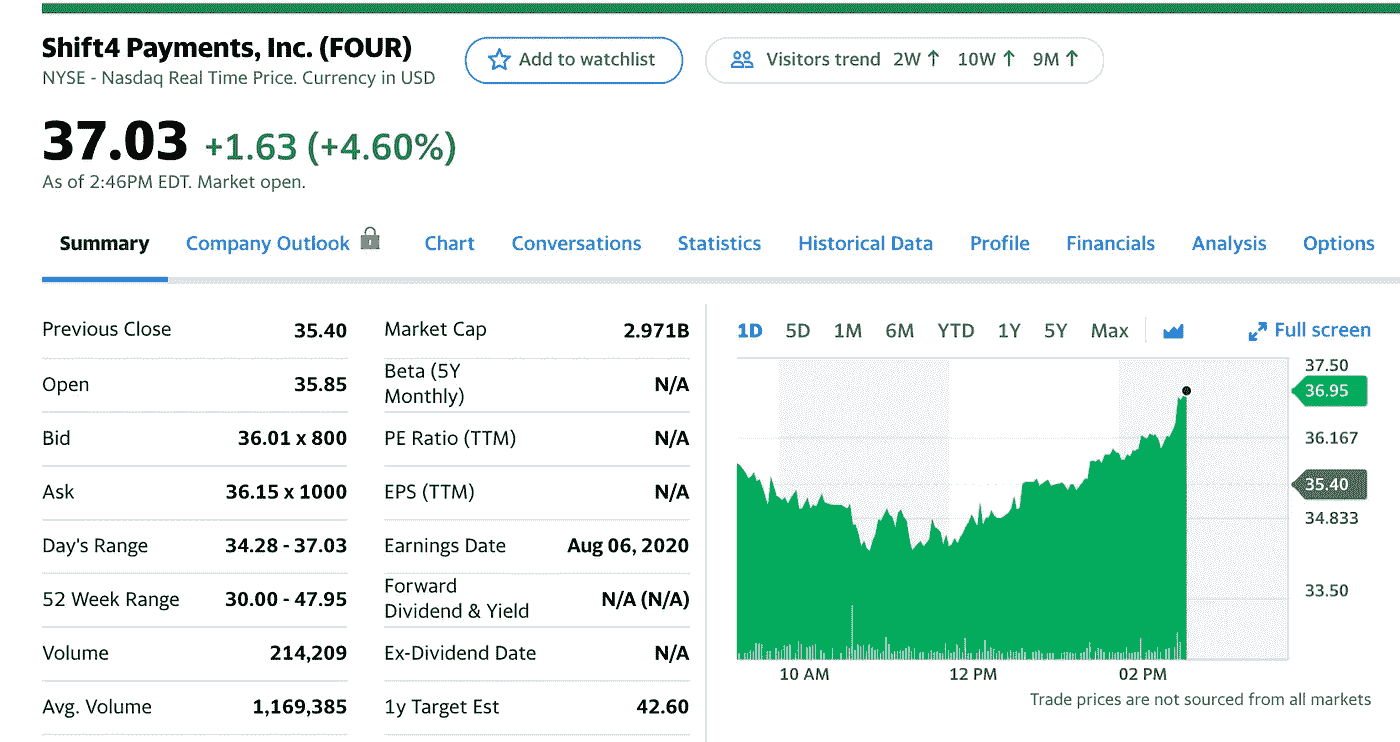 Shift4 Payments, Inc. (FOUR)
NYSE - Nasdaq Real Time Price. Currency in USD
Add to watchlist
Visitors trend 2W ↑ 10W ↑ 9M ↑
37.03 +1.63 (+4.60%)
As of 2:46PM EDT. Market open.
Summary Company Outlook Chart Conversations Statistics Historical Data Profile Financials Analysis Options
Previous Close 35.40
Open 35.85
Bid 36.01 x 800
Ask 36.15 x 1000
Day's Range 34.28 - 37.03
52 Week Range 30.00 - 47.95
Volume 214,209
Avg. Volume 1,169,385
Market Cap 2.971B
Beta (5Y
Monthly) N/A
PE Ratio (TTM) N/A
EPS (TTM) N/A
Earnings Date Aug 06, 2020
Forward
Dividend & Yield N/A (N/A)
Ex-Dividend Date N/A
1y Target Est 42.60
1D 5D 1M 6M YTD 1Y 5Y Max Full screen
37.50
36.95
36.167
35.40
34.833
33.50
10 AM 12 PM 02 PM
Trade prices are not sourced from all markets